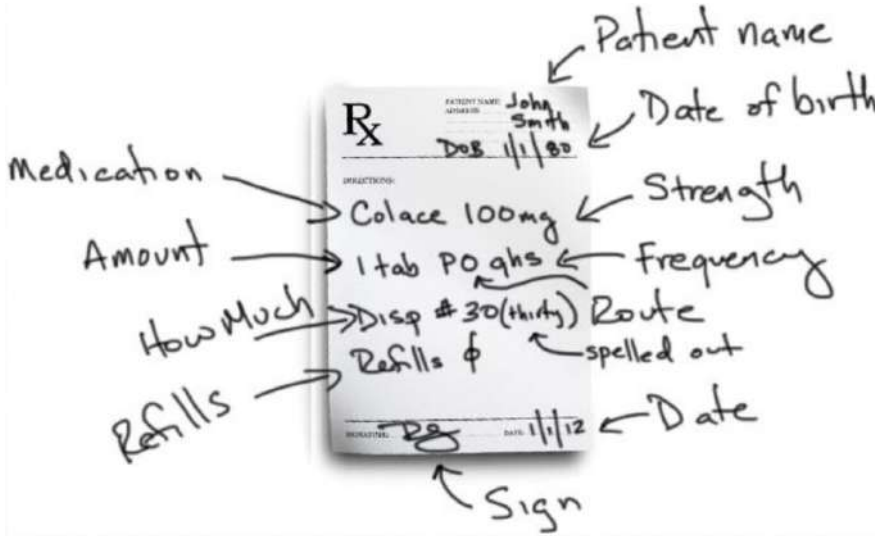 Patient name
Rx PATIENT NAME: John
ADDRESS: Smith
DOB 1/1/80
Date of birth
DIRECTIONS:
Medication
Colace 100mg
Strength
Amount
1 tab PO qhs
Frequency
How Much
Disp # 30 (thirty)
Route
spelled out
Refills
Refills ϕ
SIGNATURE:
DATE: 1/1/12
Date
Sign